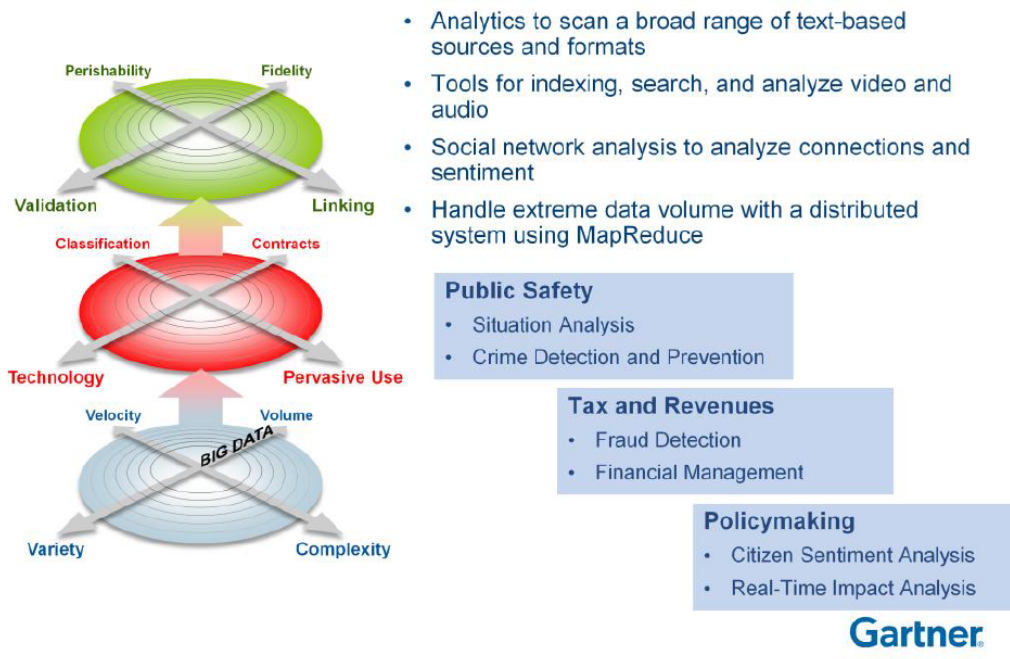 Perishability
Fidelity
Validation
Linking
Classification
Contracts
Technology
Pervasive Use
Velocity
Volume
BIG DATA
Variety
Complexity
• Analytics to scan a broad range of text-based
sources and formats
• Tools for indexing, search, and analyze video and
audio
• Social network analysis to analyze connections and
sentiment
• Handle extreme data volume with a distributed
system using MapReduce
Public Safety
• Situation Analysis
• Crime Detection and Prevention
Tax and Revenues
• Fraud Detection
• Financial Management
Policymaking
• Citizen Sentiment Analysis
• Real-Time Impact Analysis
Gartner®